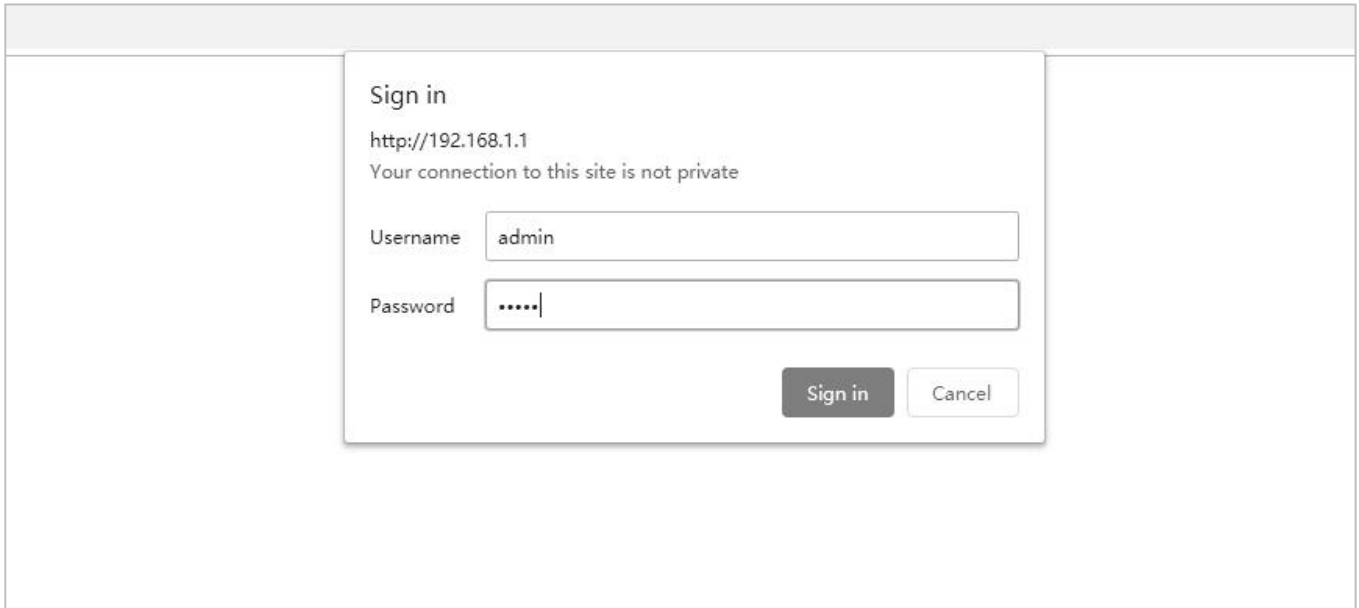 Sign in
http://192.168.1.1
Your connection to this site is not private
Username admin
Password •••••
Sign in Cancel